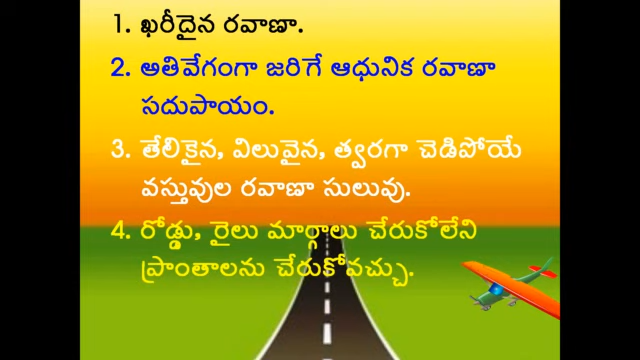 1. ఖరీదైన రవాణా.
2. అతివేగంగా జరిగే ఆధునిక రవాణా
సదుపాయం.
3. తేలికైన, విలువైన, త్వరగా చెడిపోయే
వస్తువుల రవాణా సులువు.
4. రోడ్డు, రైలు మార్గాలు చేరుకోలేని
ప్రాంతాలను చేరుకోవచ్చు.